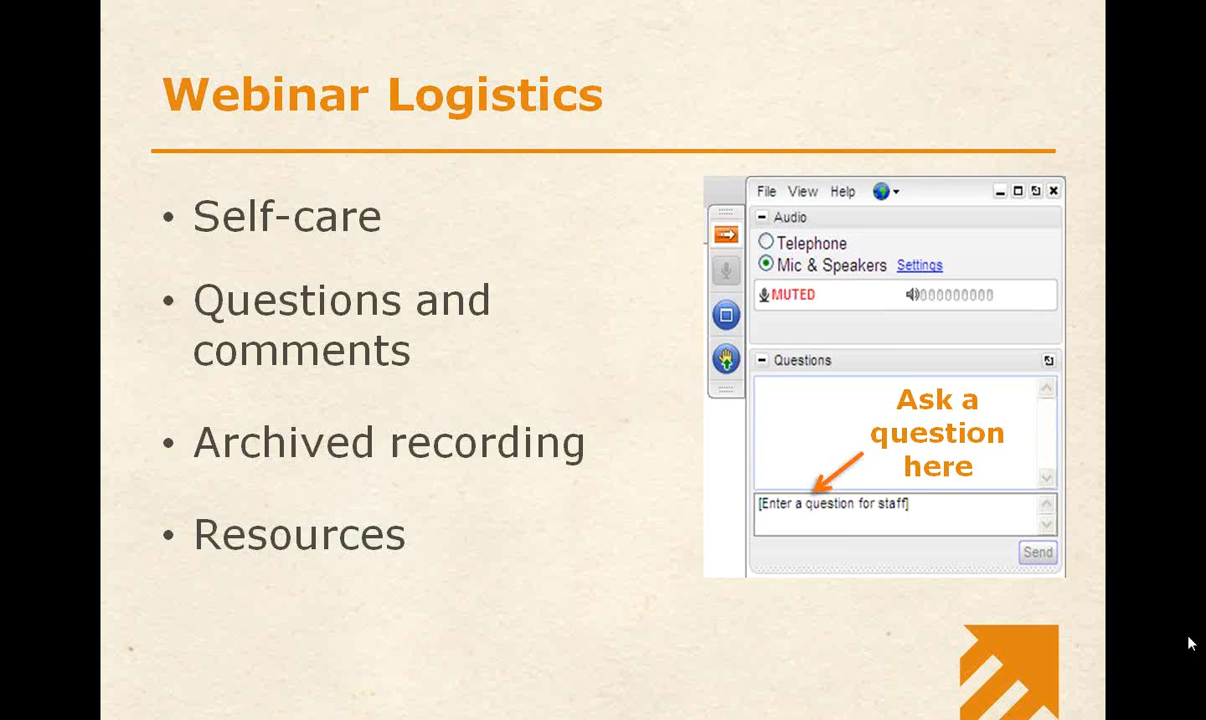 Webinar Logistics
• Self-care
• Questions and
comments
• Archived recording
• Resources
File View Help
Audio
Telephone
Mic & Speakers Settings
MUTED
000000000
Questions
Ask a
question
here
[Enter a question for staff]
Send